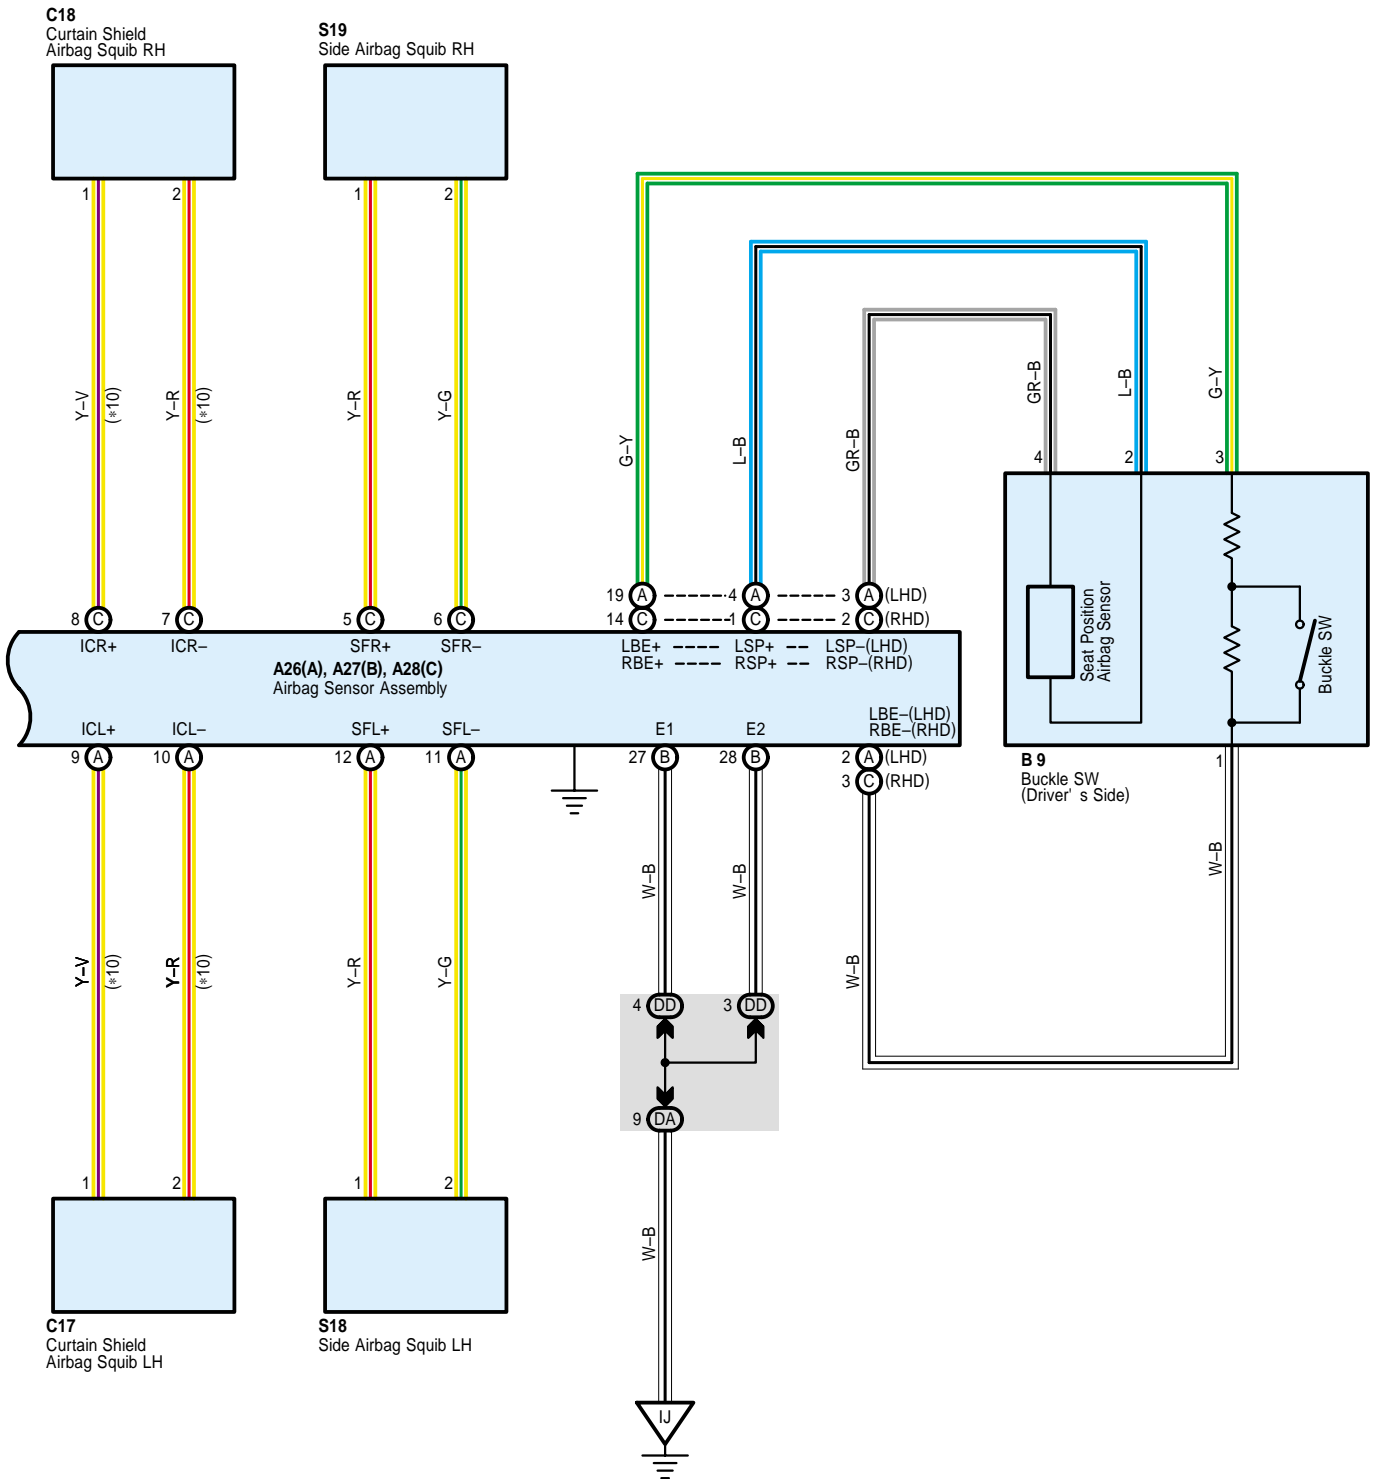 C18
Curtain Shield
Airbag Squib RH
S19
Side Airbag Squib RH
1
2
1
2
Y–V
(*10)
Y–R
(*10)
Y–R
Y–G
G–Y
L–B
GR–B
GR–B
L–B
G–Y
4
2
3
8 C
7 C
5 C
6 C
19 A
4 A
3 A (LHD)
14 C
1 C
2 C (RHD)
ICR+
ICR–
SFR+
SFR–
LBE+
LSP+
LSP–(LHD)
RBE+
RSP+
RSP–(RHD)
A26(A), A27(B), A28(C)
Airbag Sensor Assembly
Seat Position
Airbag Sensor
Buckle SW
ICL+
ICL–
SFL+
SFL–
E1
E2
LBE–(LHD)
RBE–(RHD)
9 A
10 A
12 A
11 A
27 B
28 B
2 A (LHD)
3 C (RHD)
B 9
Buckle SW
(Driver' s Side)
1
W–B
W–B
W–B
W–B
Y–V
(*10)
Y–R
(*10)
Y–R
Y–G
4 DD
3 DD
9 DA
1
2
1
2
W–B
C17
Curtain Shield
Airbag Squib LH
S18
Side Airbag Squib LH
IJ